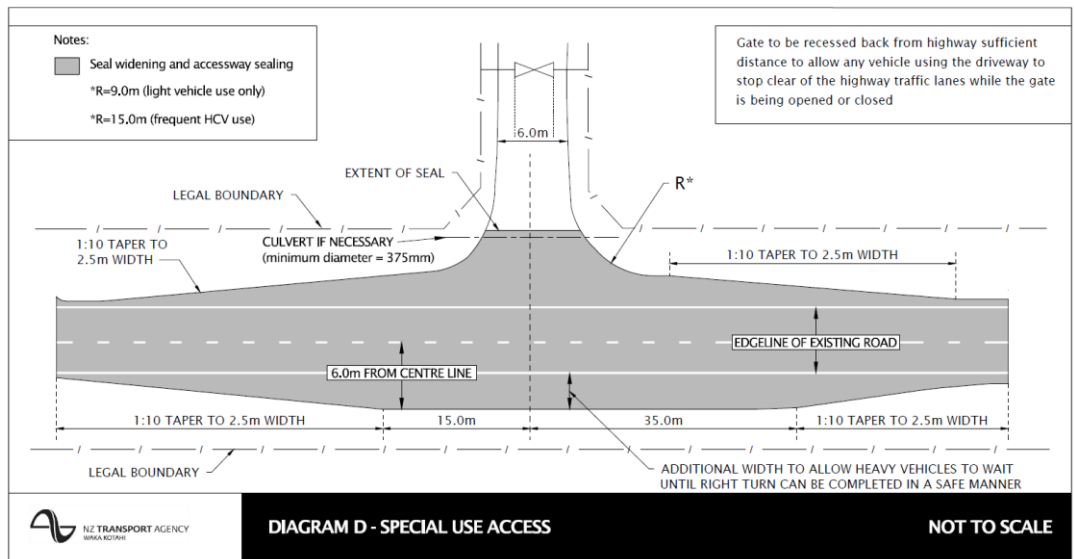 Notes:
Seal widening and accessway sealing
*R=9.0m (light vehicle use only)
*R=15.0m (frequent HCV use)
Gate to be recessed back from highway sufficient
distance to allow any vehicle using the driveway to
stop clear of the highway traffic lanes while the gate
is being opened or closed
6.0m
EXTENT OF SEAL
R*
LEGAL BOUNDARY
CULVERT IF NECESSARY
(minimum diameter = 375mm)
1:10 TAPER TO
2.5m WIDTH
1:10 TAPER TO 2.5m WIDTH
EDGELINE OF EXISTING ROAD
6.0m FROM CENTRE LINE
1:10 TAPER TO 2.5m WIDTH
15.0m
35.0m
1:10 TAPER TO 2.5m WIDTH
LEGAL BOUNDARY
ADDITIONAL WIDTH TO ALLOW HEAVY VEHICLES TO WAIT
UNTIL RIGHT TURN CAN BE COMPLETED IN A SAFE MANNER
NZ TRANSPORT AGENCY
WAKA KOTAHI
DIAGRAM D - SPECIAL USE ACCESS
NOT TO SCALE